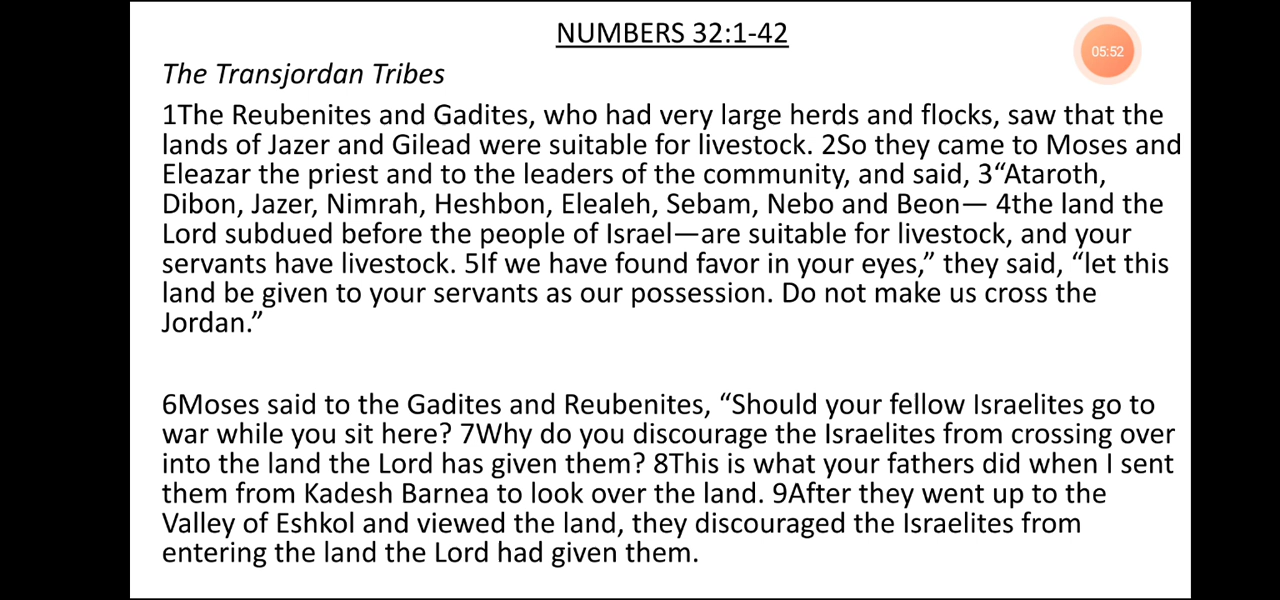 NUMBERS 32:1-42
05:52
The Transjordan Tribes
1The Reubenites and Gadites, who had very large herds and flocks, saw that the
lands of Jazer and Gilead were suitable for livestock. 2So they came to Moses and
Eleazar the priest and to the leaders of the community, and said, 3“Ataroth,
Dibon, Jazer, Nimrah, Heshbon, Elealeh, Sebam, Nebo and Beon— 4the land the
Lord subdued before the people of Israel—are suitable for livestock, and your
servants have livestock. 5If we have found favor in your eyes,” they said, “let this
land be given to your servants as our possession. Do not make us cross the
Jordan.”
6Moses said to the Gadites and Reubenites, “Should your fellow Israelites go to
war while you sit here? 7Why do you discourage the Israelites from crossing over
into the land the Lord has given them? 8This is what your fathers did when I sent
them from Kadesh Barnea to look over the land. 9After they went up to the
Valley of Eshkol and viewed the land, they discouraged the Israelites from
entering the land the Lord had given them.